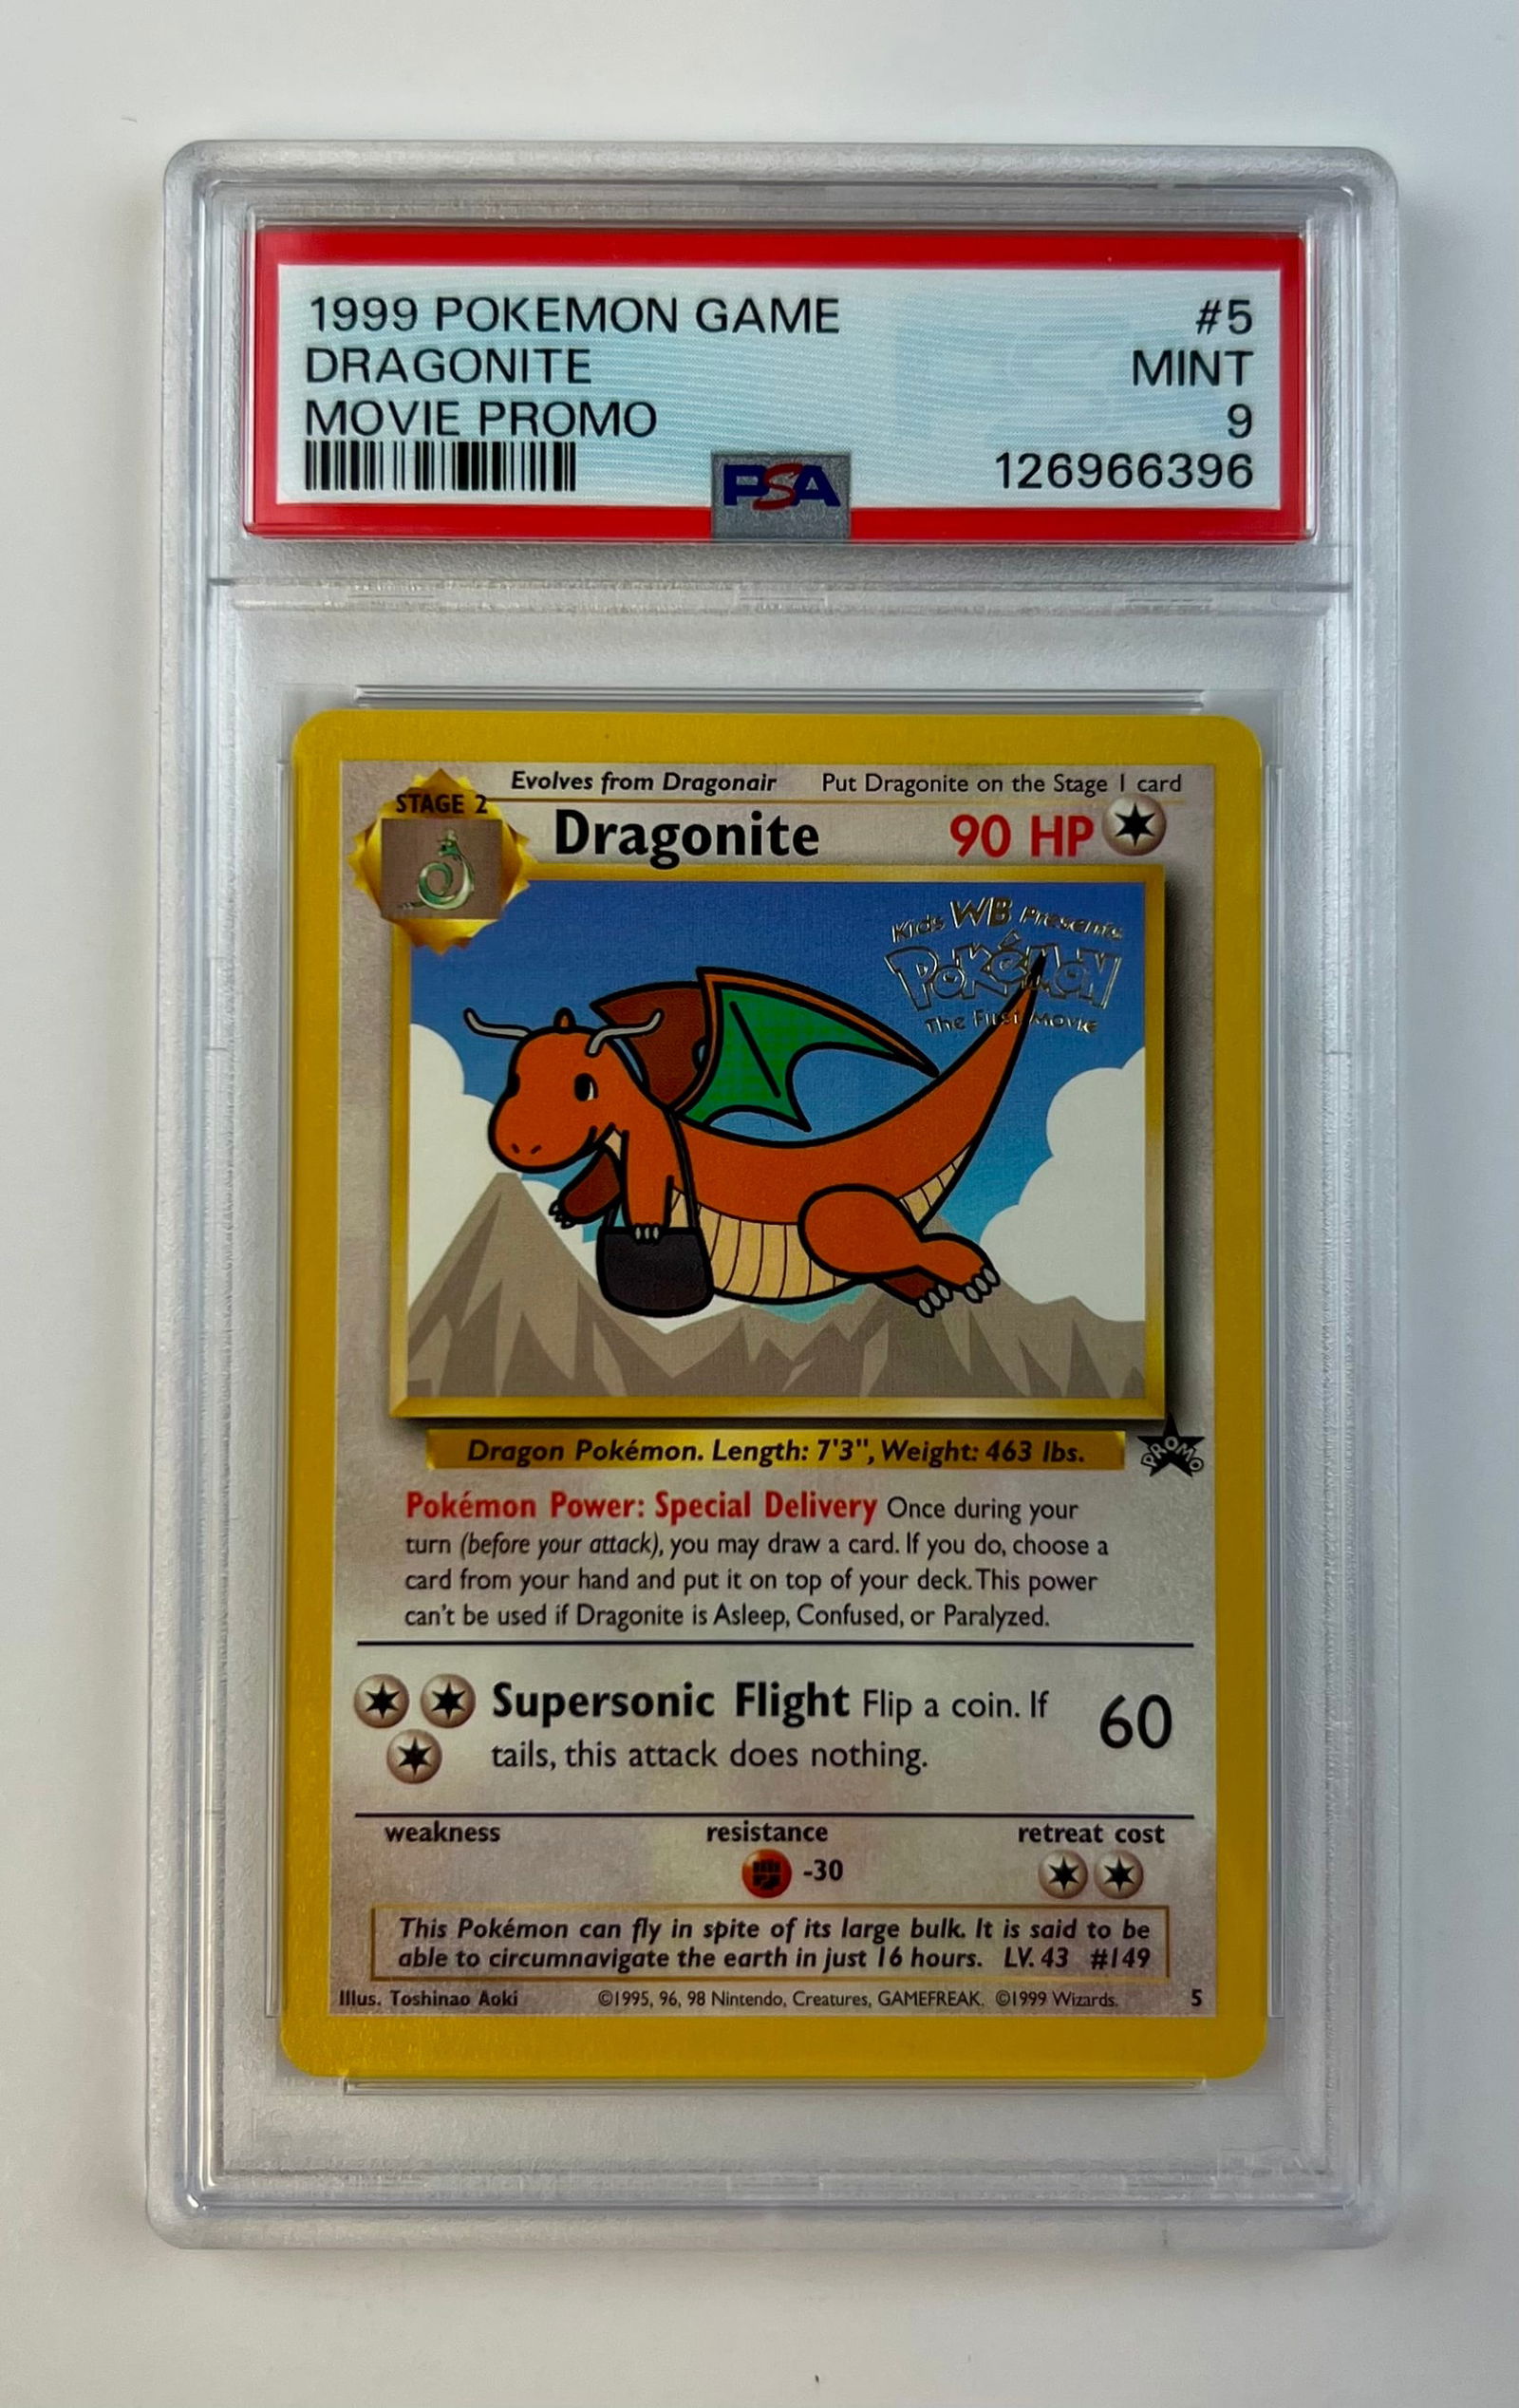 1999 POKEMON GAME #5
DRAGONITE MINT
MOVIE PROMO 9
PSA 126966396
Evolves from Dragonair Put Dragonite on the Stage 1 card
STAGE 2
Dragonite 90 HP
Kids WB Presents
Pokémon
The First Movie
Dragon Pokémon. Length: 7'3", Weight: 463 lbs.
PROMO
Pokémon Power: Special Delivery Once during your
turn (before your attack), you may draw a card. If you do, choose a
card from your hand and put it on top of your deck. This power
can't be used if Dragonite is Asleep, Confused, or Paralyzed.
Supersonic Flight Flip a coin. If
tails, this attack does nothing.
60
weakness resistance retreat cost
-30
This Pokémon can fly in spite of its large bulk. It is said to be
able to circumnavigate the earth in just 16 hours. LV. 43 #149
Illus. Toshinao Aoki ©1995, 96, 98 Nintendo, Creatures, GAMEFREAK. ©1999 Wizards. 5